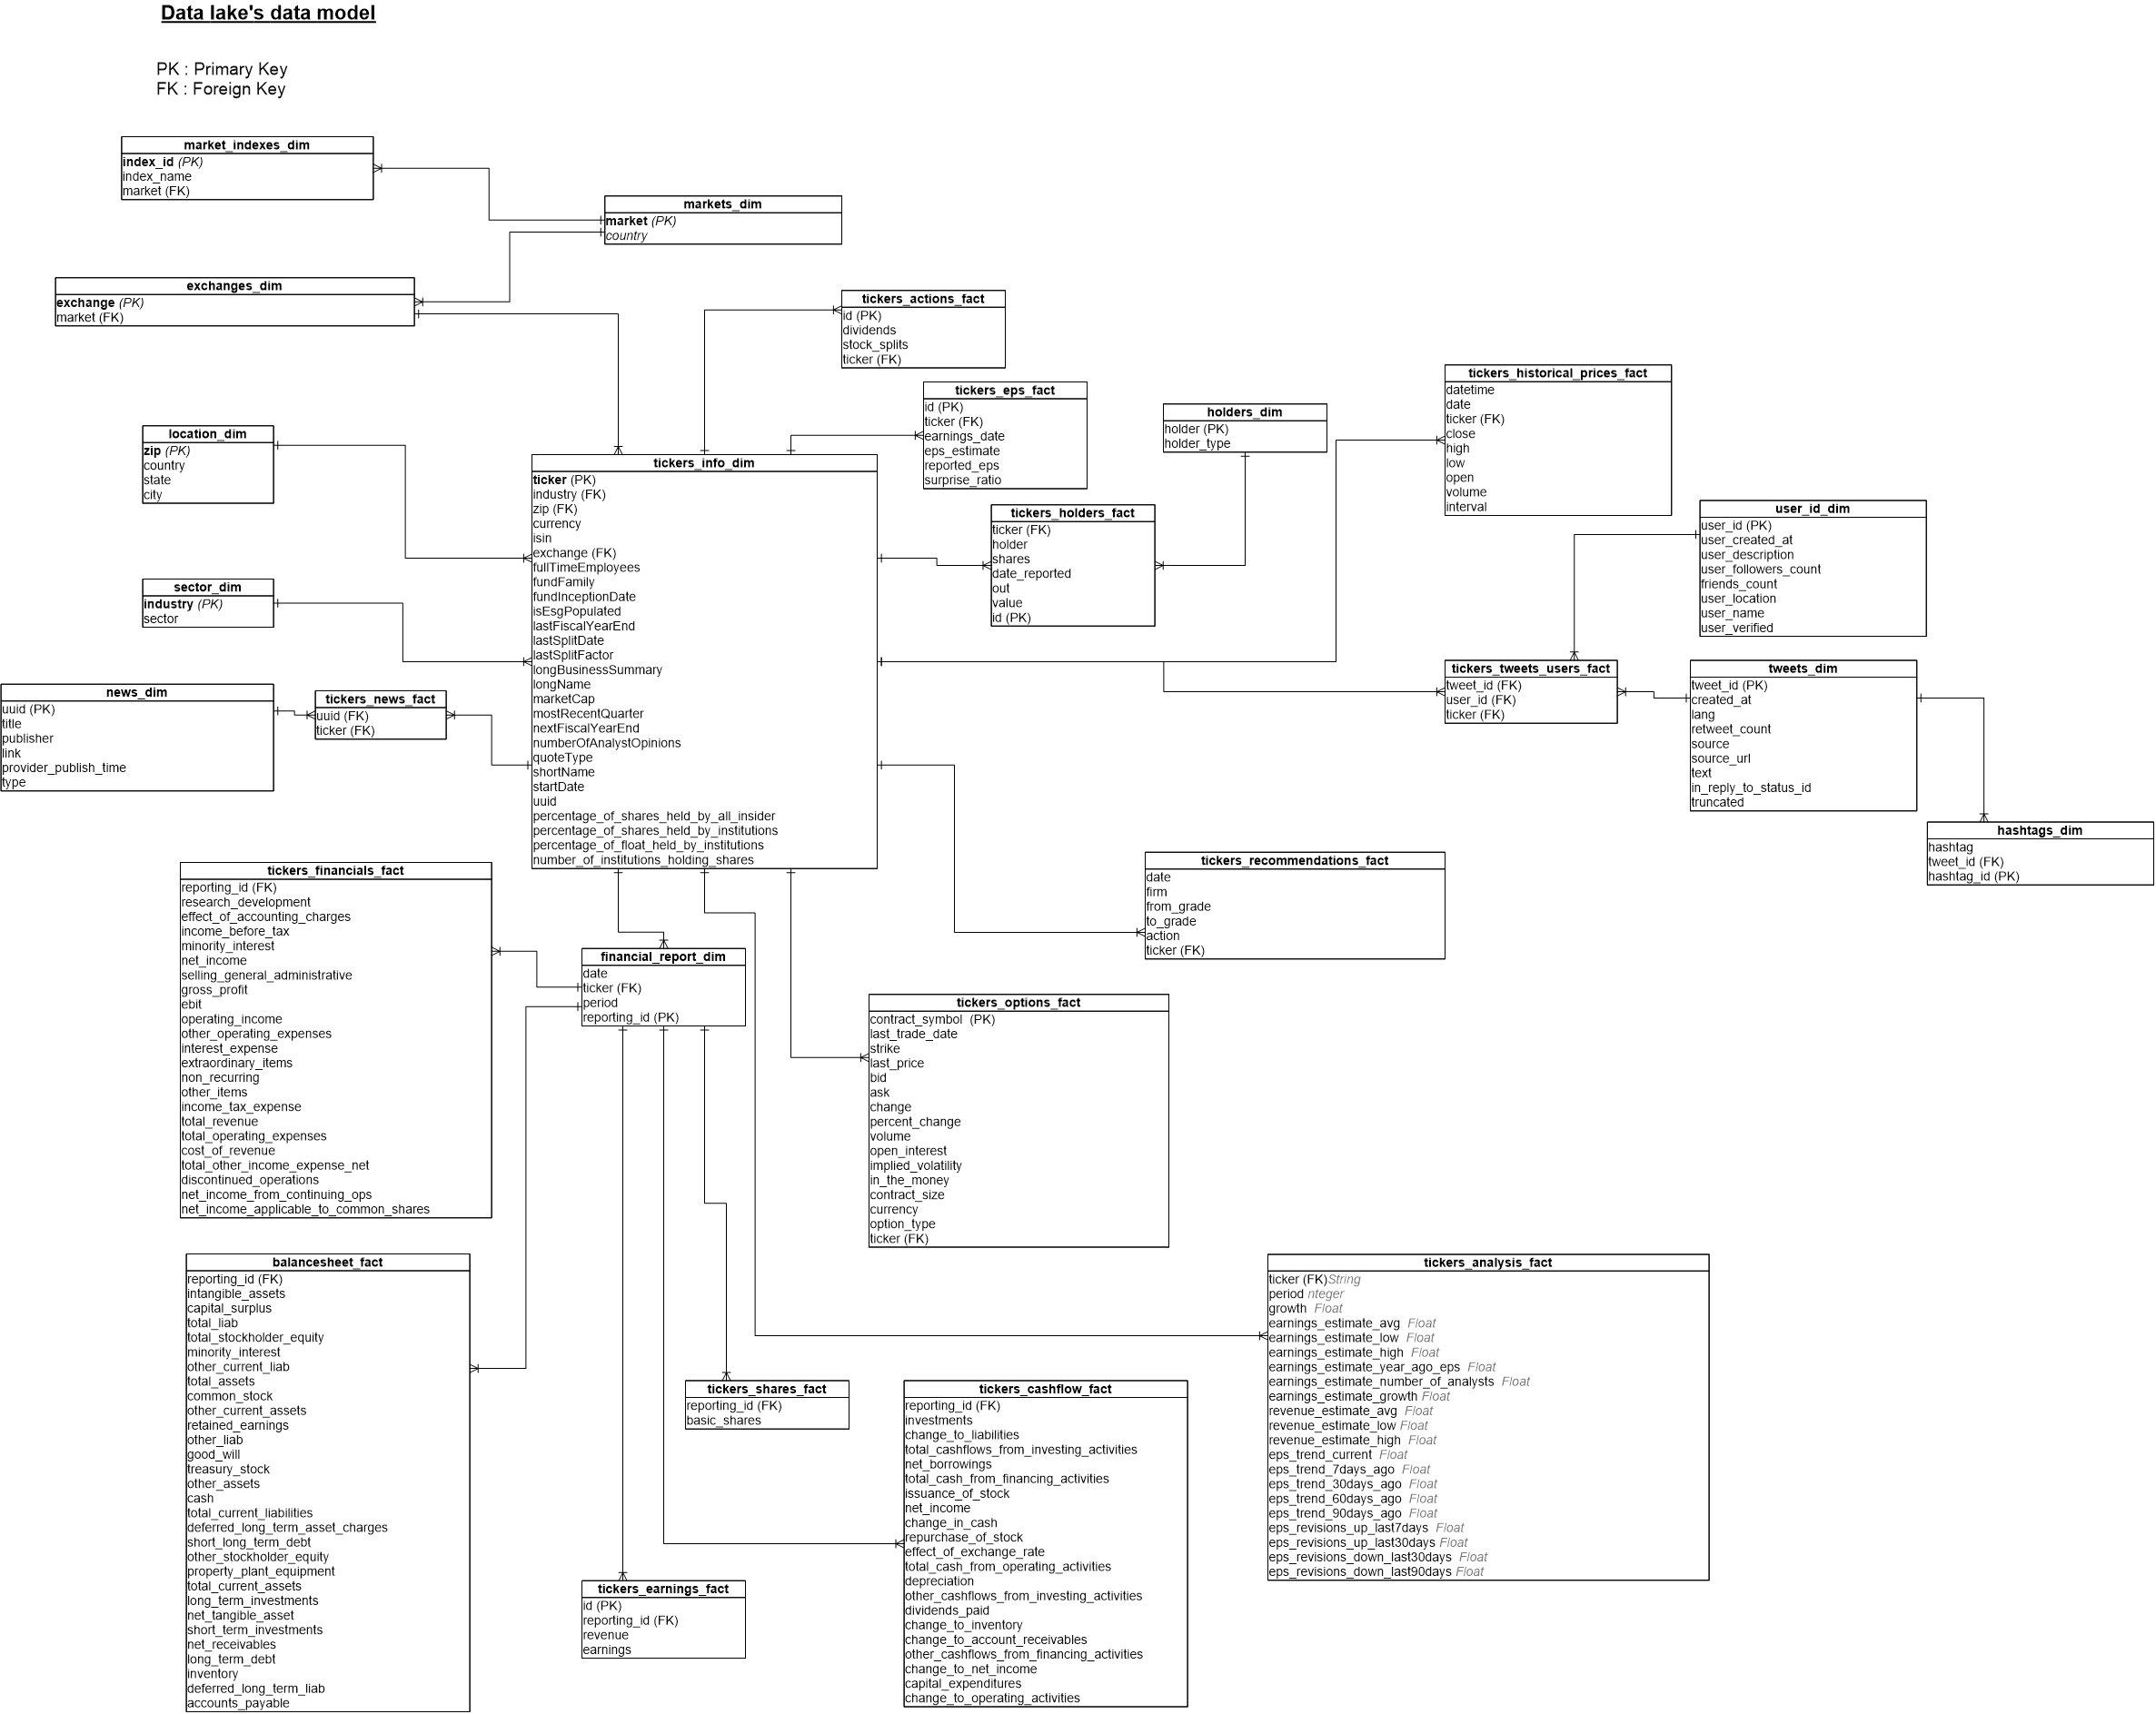 Data lake's data model
PK : Primary Key
FK : Foreign Key
market_indexes_dim
index_id (PK)
index_name
market (FK)
markets_dim
market (PK)
country
exchanges_dim
exchange (PK)
market (FK)
tickers_actions_fact
id (PK)
dividends
stock_splits
ticker (FK)
tickers_eps_fact
id (PK)
ticker (FK)
earnings_date
eps_estimate
reported_eps
surprise_ratio
holders_dim
holder (PK)
holder_type
tickers_historical_prices_fact
datetime
date
ticker (FK)
close
high
low
open
volume
interval
location_dim
zip (PK)
country
state
city
tickers_info_dim
ticker (PK)
industry (FK)
zip (FK)
currency
isin
exchange (FK)
fullTimeEmployees
fundFamily
fundInceptionDate
isEsgPopulated
lastFiscalYearEnd
lastSplitDate
lastSplitFactor
longBusinessSummary
longName
marketCap
mostRecentQuarter
nextFiscalYearEnd
numberOfAnalystOpinions
quoteType
shortName
startDate
uuid
percentage_of_shares_held_by_all_insider
percentage_of_shares_held_by_institutions
percentage_of_float_held_by_institutions
number_of_institutions_holding_shares
tickers_holders_fact
ticker (FK)
holder
shares
date_reported
out
value
id (PK)
user_id_dim
user_id (PK)
user_created_at
user_description
user_followers_count
friends_count
user_location
user_name
user_verified
sector_dim
industry (PK)
sector
news_dim
uuid (PK)
title
publisher
link
provider_publish_time
type
tickers_news_fact
uuid (FK)
ticker (FK)
tickers_tweets_users_fact
tweet_id (FK)
user_id (FK)
ticker (FK)
tweets_dim
tweet_id (PK)
created_at
lang
retweet_count
source
source_url
text
in_reply_to_status_id
truncated
hashtags_dim
hashtag
tweet_id (FK)
hashtag_id (PK)
tickers_recommendations_fact
date
firm
from_grade
to_grade
action
ticker (FK)
tickers_financials_fact
reporting_id (FK)
research_development
effect_of_accounting_charges
income_before_tax
minority_interest
net_income
selling_general_administrative
gross_profit
ebit
operating_income
other_operating_expenses
interest_expense
extraordinary_items
non_recurring
other_items
income_tax_expense
total_revenue
total_operating_expenses
cost_of_revenue
total_other_income_expense_net
discontinued_operations
net_income_from_continuing_ops
net_income_applicable_to_common_shares
financial_report_dim
date
ticker (FK)
period
reporting_id (PK)
tickers_options_fact
contract_symbol (PK)
last_trade_date
strike
last_price
bid
ask
change
percent_change
volume
open_interest
implied_volatility
in_the_money
contract_size
currency
option_type
ticker (FK)
balancesheet_fact
reporting_id (FK)
intangible_assets
capital_surplus
total_liab
total_stockholder_equity
minority_interest
other_current_liab
total_assets
common_stock
other_current_assets
retained_earnings
other_liab
good_will
treasury_stock
other_assets
cash
total_current_liabilities
deferred_long_term_asset_charges
short_long_term_debt
other_stockholder_equity
property_plant_equipment
total_current_assets
long_term_investments
net_tangible_asset
short_term_investments
net_receivables
long_term_debt
inventory
deferred_long_term_liab
accounts_payable
tickers_shares_fact
reporting_id (FK)
basic_shares
tickers_earnings_fact
id (PK)
reporting_id (FK)
revenue
earnings
tickers_cashflow_fact
reporting_id (FK)
investments
change_to_liabilities
total_cashflows_from_investing_activities
net_borrowings
total_cash_from_financing_activities
issuance_of_stock
net_income
change_in_cash
repurchase_of_stock
effect_of_exchange_rate
total_cash_from_operating_activities
depreciation
other_cashflows_from_investing_activities
dividends_paid
change_to_inventory
change_to_account_receivables
other_cashflows_from_financing_activities
change_to_net_income
capital_expenditures
change_to_operating_activities
tickers_analysis_fact
ticker (FK)String
period nteger
growth Float
earnings_estimate_avg Float
earnings_estimate_low Float
earnings_estimate_high Float
earnings_estimate_year_ago_eps Float
earnings_estimate_number_of_analysts Float
earnings_estimate_growth Float
revenue_estimate_avg Float
revenue_estimate_low Float
revenue_estimate_high Float
eps_trend_current Float
eps_trend_7days_ago Float
eps_trend_30days_ago Float
eps_trend_60days_ago Float
eps_trend_90days_ago Float
eps_revisions_up_last7days Float
eps_revisions_up_last30days Float
eps_revisions_down_last30days Float
eps_revisions_down_last90days Float